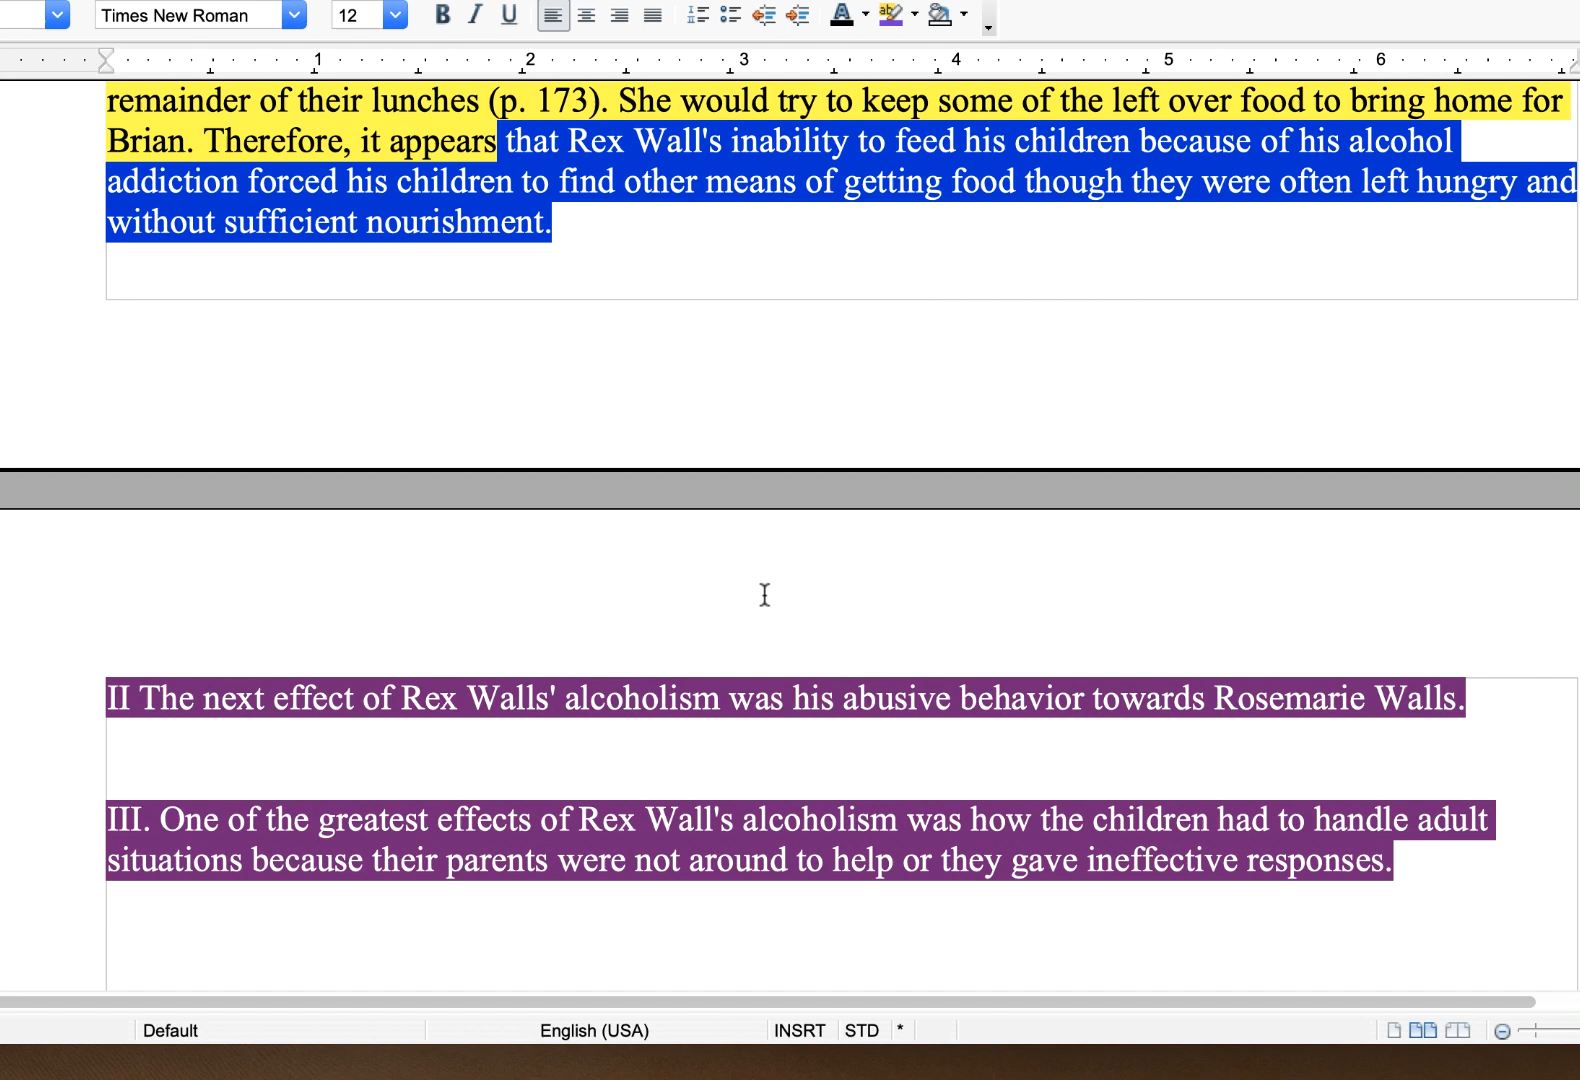 Times New Roman 12 B I U A ab
1 2 3 4 5 6
remainder of their lunches (p. 173). She would try to keep some of the left over food to bring home for
Brian. Therefore, it appears that Rex Wall's inability to feed his children because of his alcohol
addiction forced his children to find other means of getting food though they were often left hungry and
without sufficient nourishment.
II The next effect of Rex Walls' alcoholism was his abusive behavior towards Rosemarie Walls.
III. One of the greatest effects of Rex Wall's alcoholism was how the children had to handle adult
situations because their parents were not around to help or they gave ineffective responses.
Default English (USA) INSRT STD *